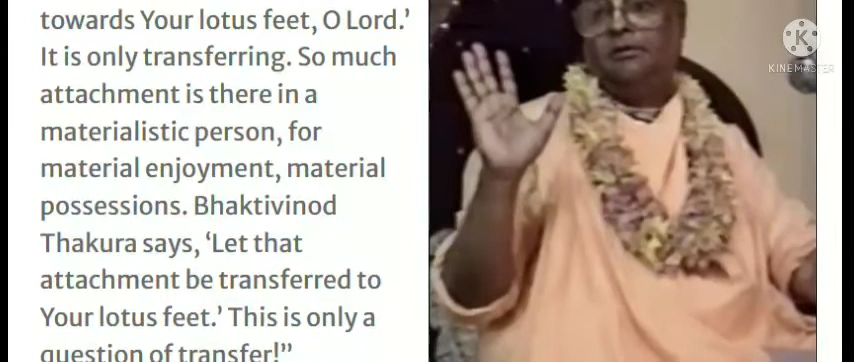 towards Your lotus feet, O Lord.’
It is only transferring. So much
attachment is there in a
materialistic person, for
material enjoyment, material
possessions. Bhaktivinod
Thakura says, ‘Let that
attachment be transferred to
Your lotus feet.’ This is only a
question of transfer!”
KINEMASTER